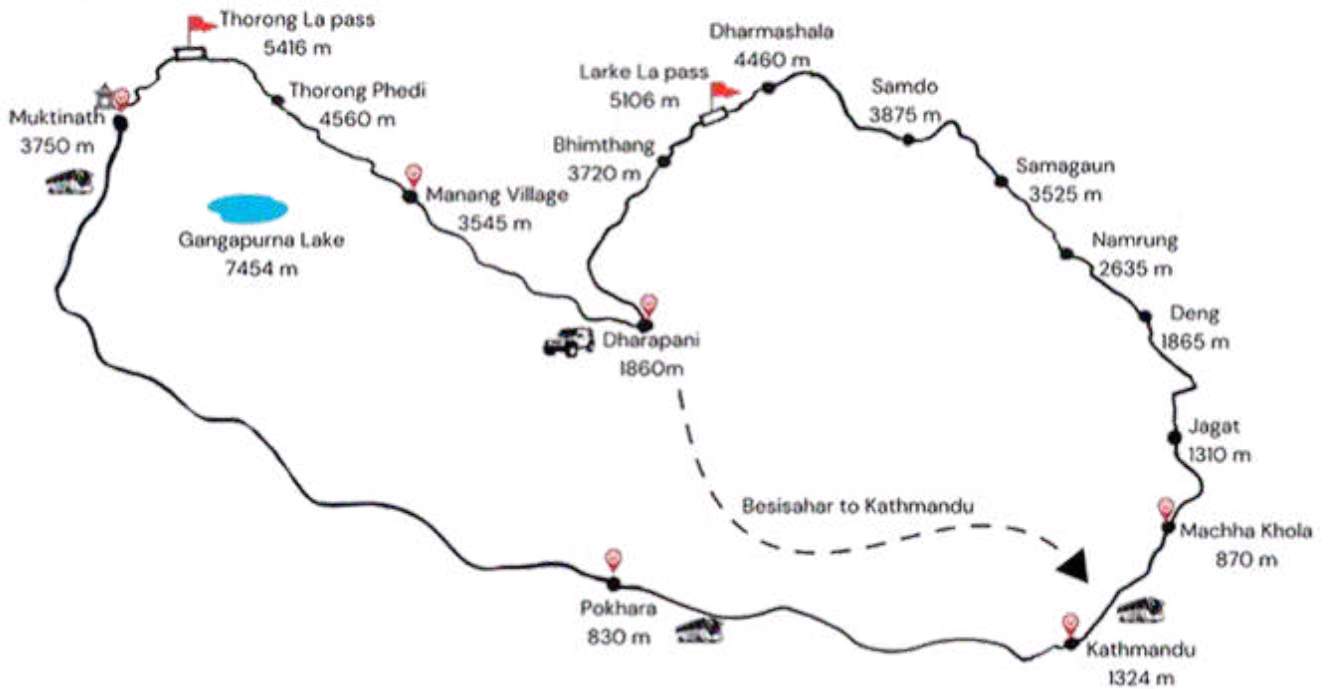 Thorong La pass
5416 m
Dharmashala
4460 m
Larke La pass
5106 m
Samdo
3875 m
Thorong Phedi
4560 m
Muktinath
3750 m
Bhimthang
3720 m
Samagaun
3525 m
Manang Village
3545 m
Gangapurna Lake
7454 m
Namrung
2635 m
Deng
1865 m
Dharapani
1860m
Jagat
1310 m
Besisahar to Kathmandu
Machha Khola
870 m
Pokhara
830 m
Kathmandu
1324 m